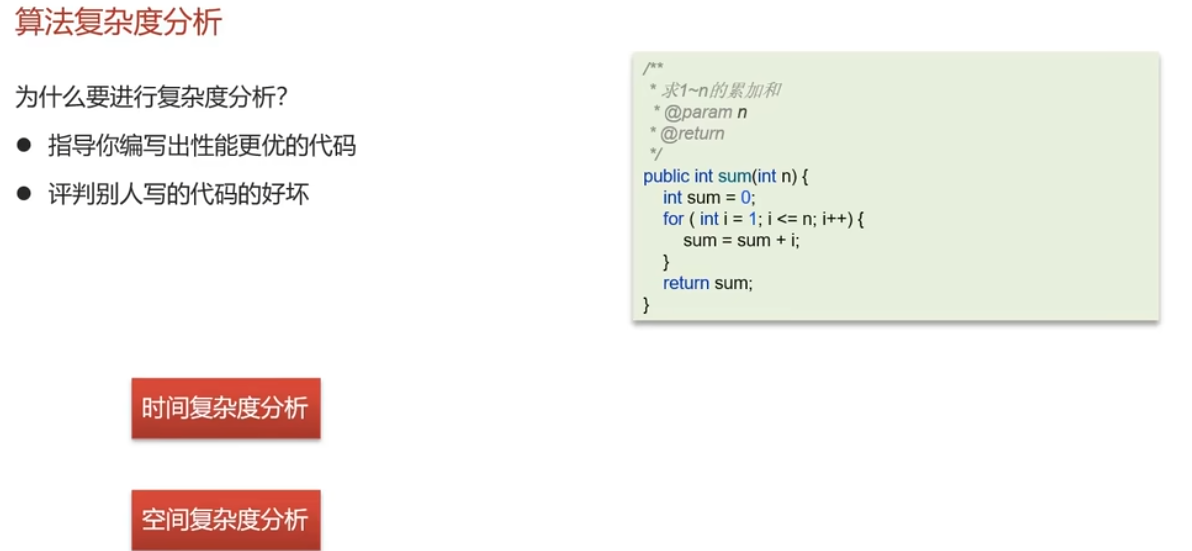 算法复杂度分析
为什么要进行复杂度分析?
● 指导你编写出性能更优的代码
● 评判别人写的代码的好坏
时间复杂度分析
空间复杂度分析
/**
* 求1~n的累加和
* @param n
* @return
*/
public int sum(int n) {
int sum = 0;
for ( int i = 1; i <= n; i++) {
sum = sum + i;
}
return sum;
}